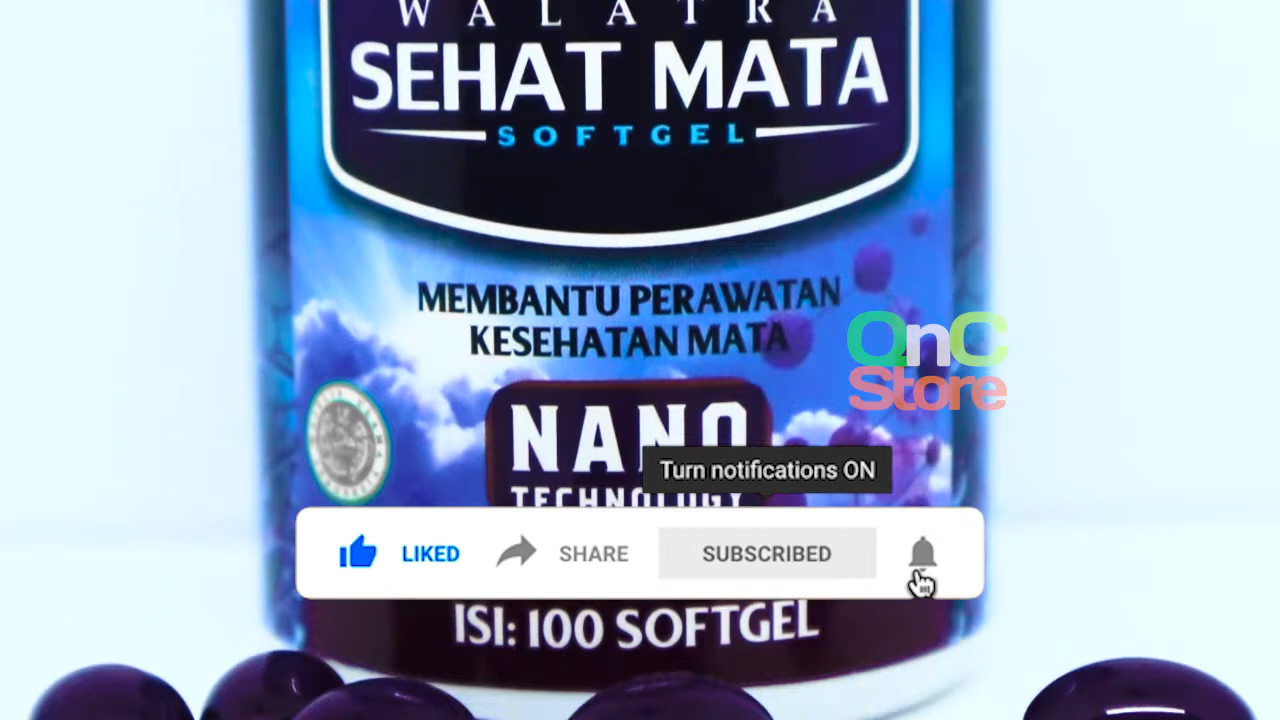 WALATRA
SEHAT MATA
SOFTGEL
MEMBANTU PERAWATAN
KESEHATAN MATA
QnC
Store
NANO
Turn notifications ON
TECHNOLOGY
LIKED
SHARE
SUBSCRIBED
ISI: 100 SOFTGEL